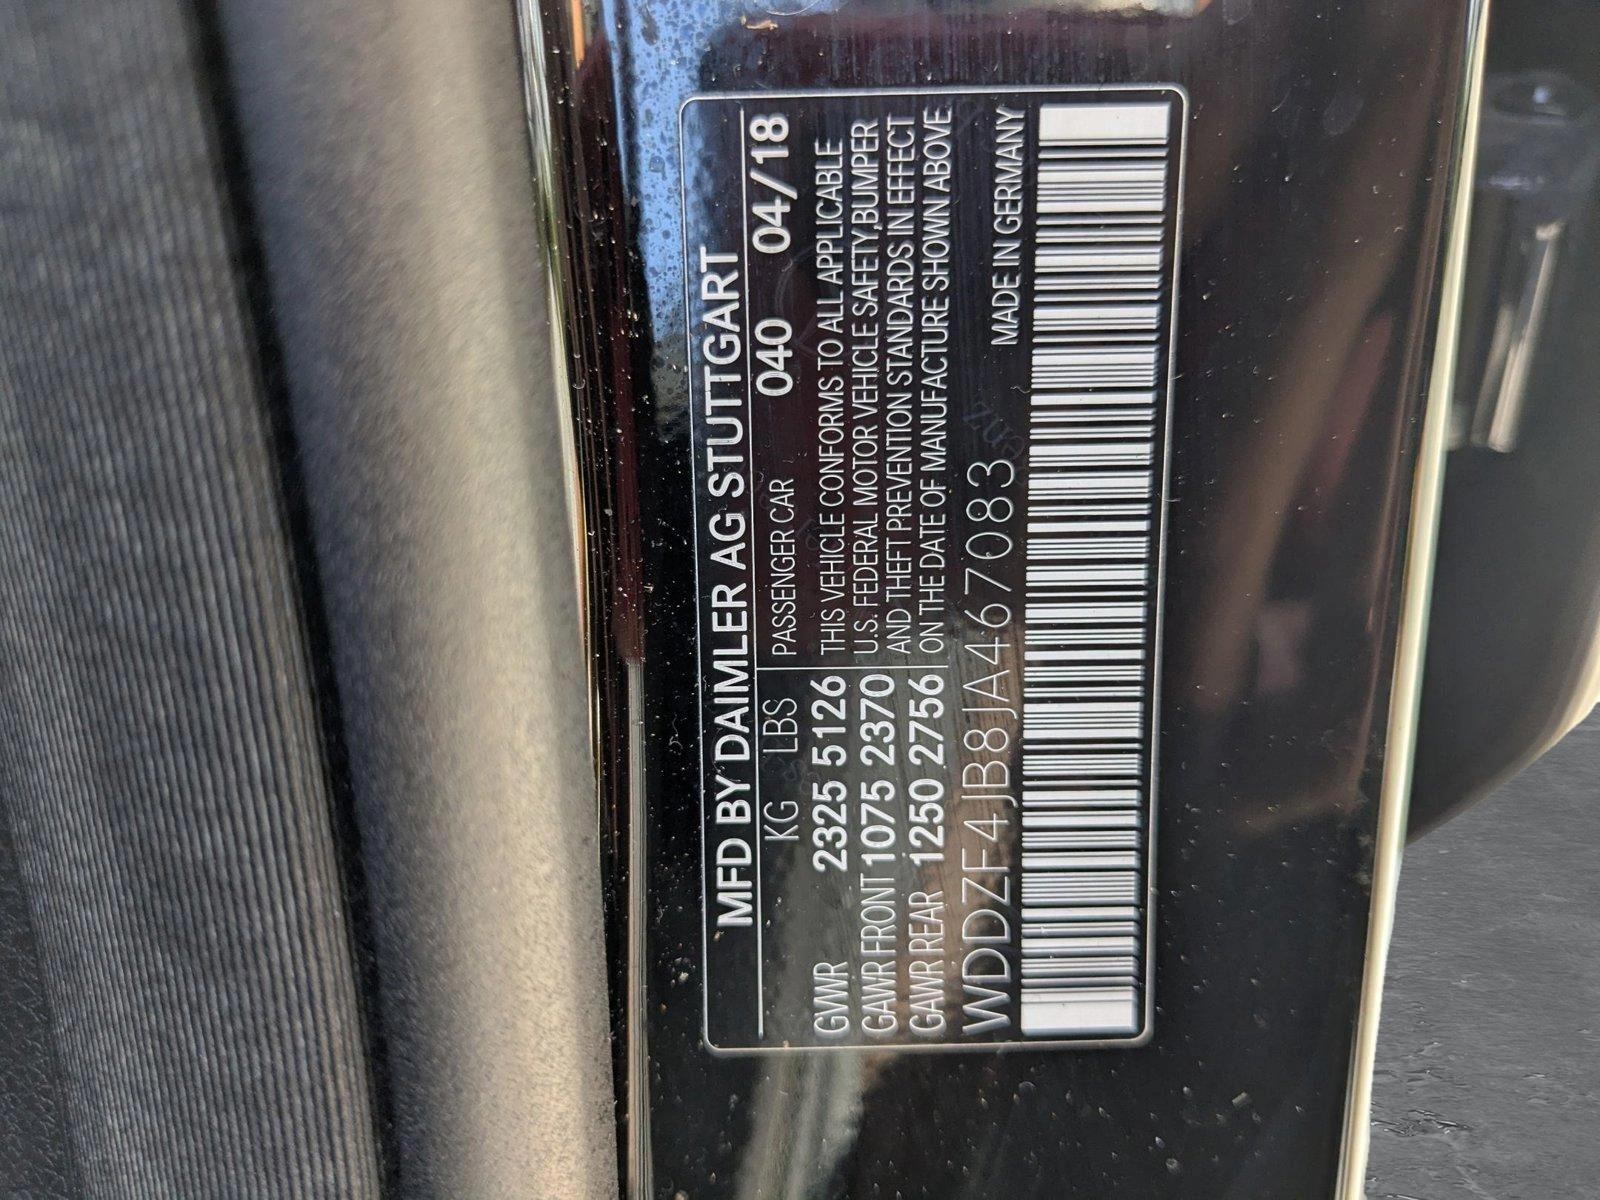 MFD BY DAIMLER AG STUTTGART
KG LBS PASSENGER CAR 040 04/18
GVWR 2325 5126 THIS VEHICLE CONFORMS TO ALL APPLICABLE
GAWR FRONT 1075 2370 U.S. FEDERAL MOTOR VEHICLE SAFETY,BUMPER
AND THEFT PREVENTION STANDARDS IN EFFECT
GAWR REAR 1250 2756 ON THE DATE OF MANUFACTURE SHOWN ABOVE
WDDZF4JB8JA467083 MADE IN GERMANY